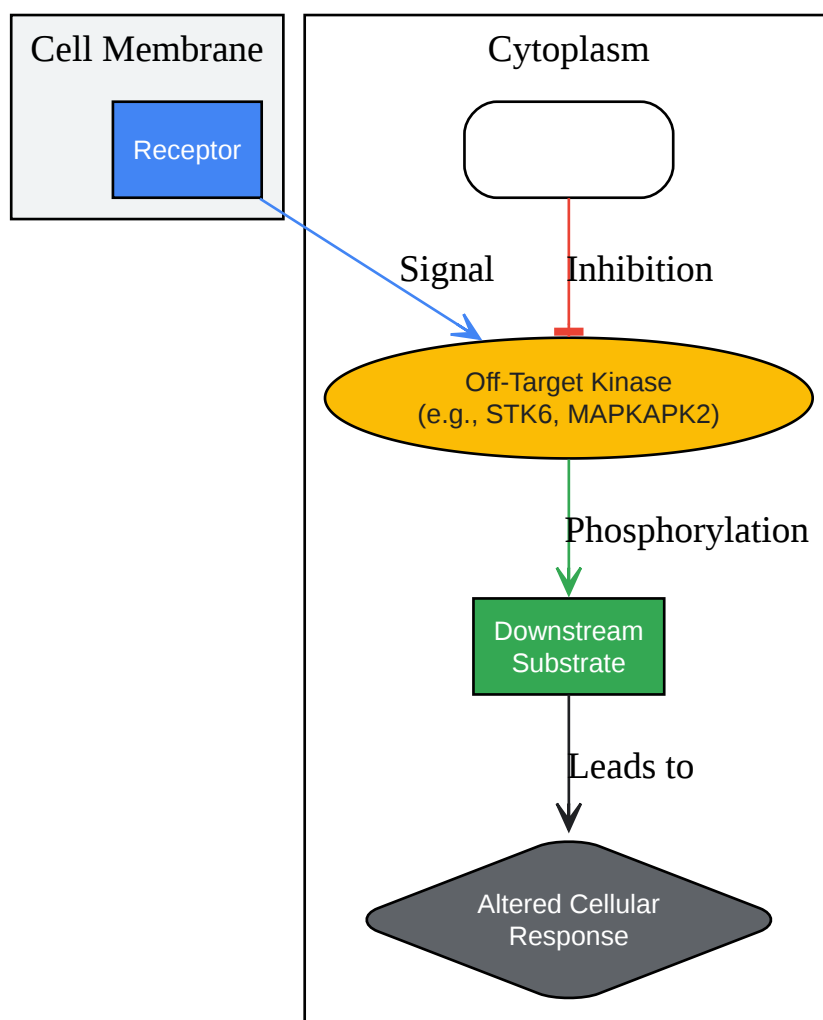 Cell Membrane
Cytoplasm
Receptor
Signal
Inhibition
Off-Target Kinase
(e.g., STK6, MAPKAPK2)
Phosphorylation
Downstream
Substrate
Leads to
Altered Cellular
Response